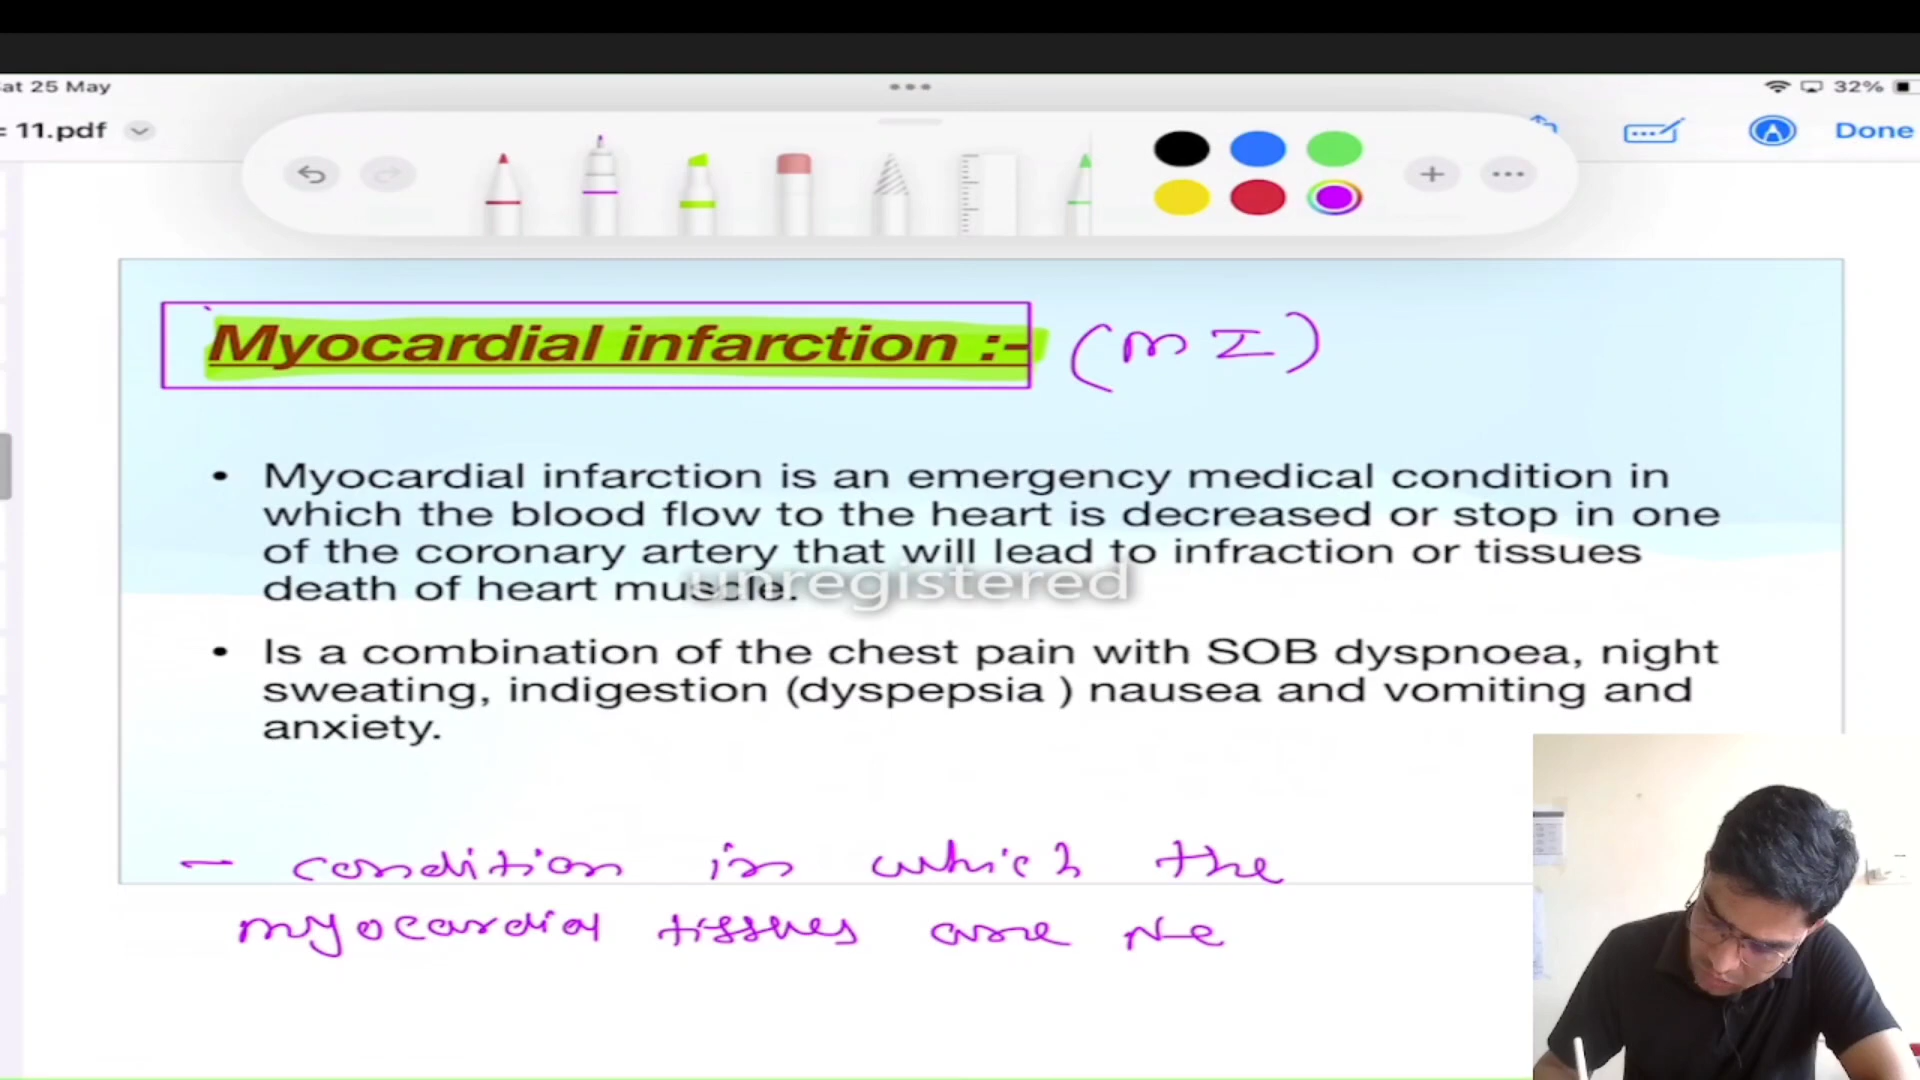 at 25 May
32%
= 11.pdf
Done
Myocardial infarction :- (MI)
• Myocardial infarction is an emergency medical condition in
which the blood flow to the heart is decreased or stop in one
of the coronary artery that will lead to infraction or tissues
death of heart muscle.
unregistered
• Is a combination of the chest pain with SOB dyspnoea, night
sweating, indigestion (dyspepsia ) nausea and vomiting and
anxiety.
- condition in which the
myocardial tissues are Ne